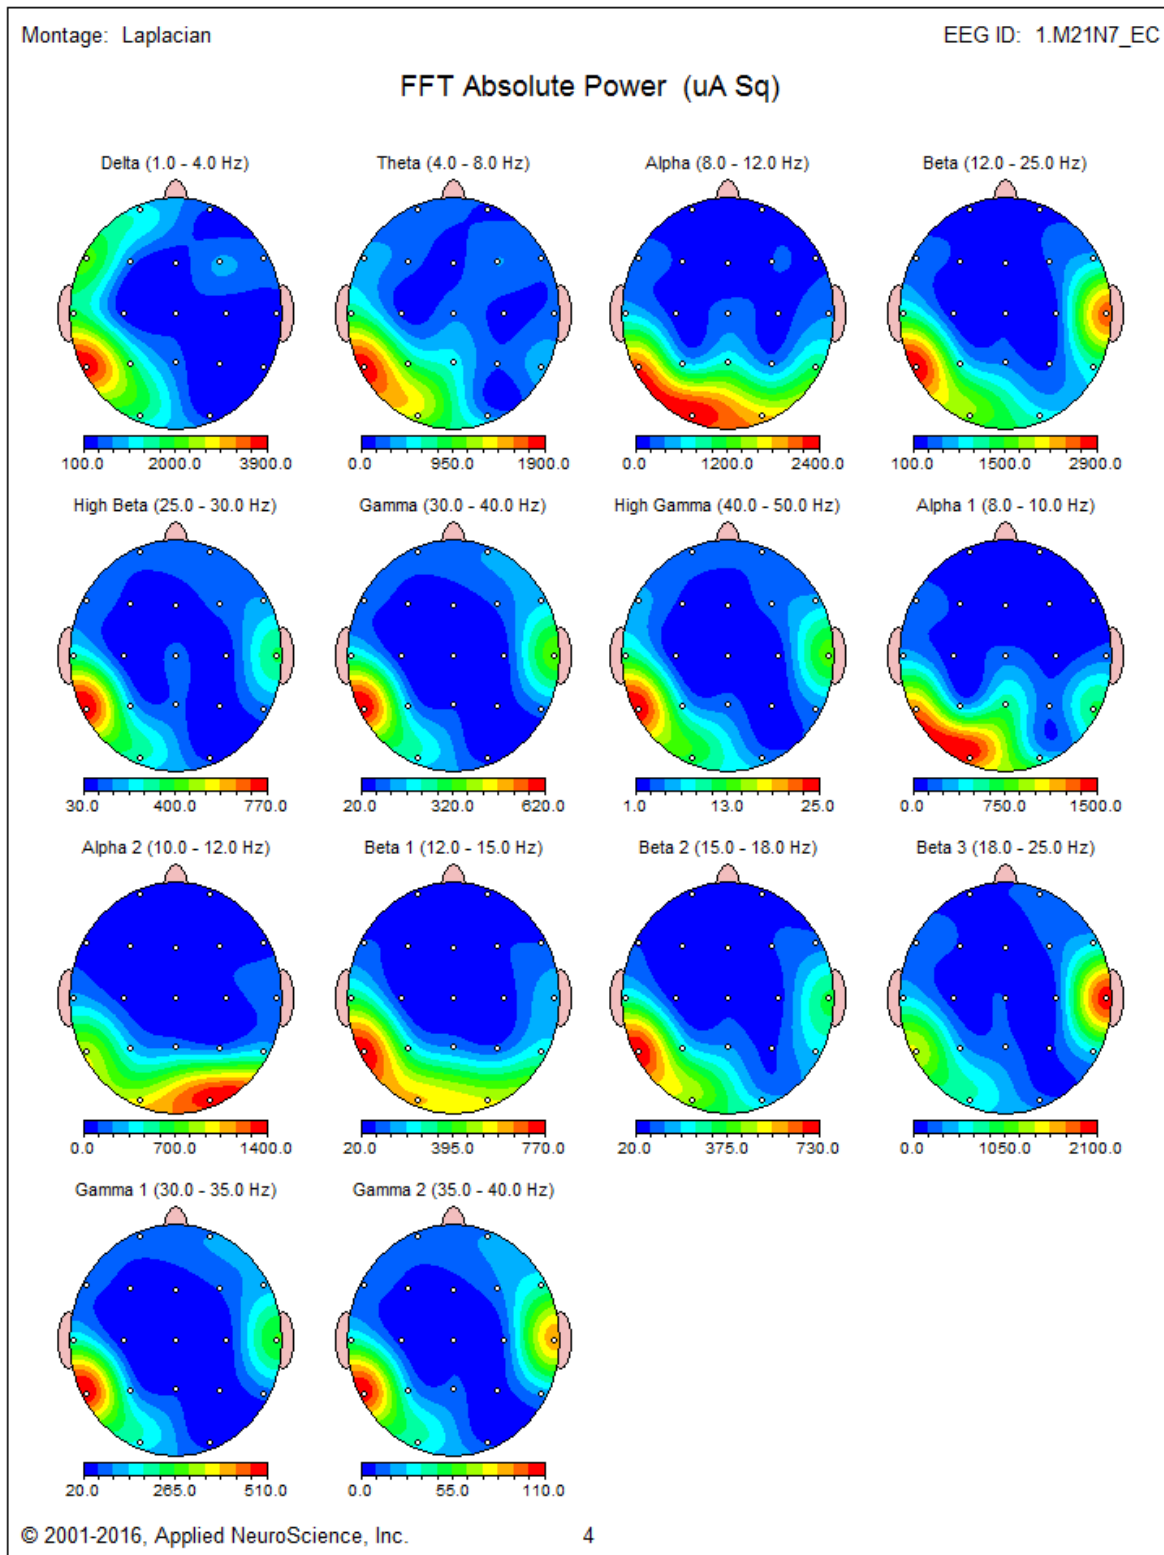 Montage: Laplacian EEG ID: 1.M21N7_EC
FFT Absolute Power (uA Sq)
Delta (1.0 - 4.0 Hz) Theta (4.0 - 8.0 Hz) Alpha (8.0 - 12.0 Hz) Beta (12.0 - 25.0 Hz)
100.0 2000.0 3900.0 0.0 950.0 1900.0 0.0 1200.0 2400.0 100.0 1500.0 2900.0
High Beta (25.0 - 30.0 Hz) Gamma (30.0 - 40.0 Hz) High Gamma (40.0 - 50.0 Hz) Alpha 1 (8.0 - 10.0 Hz)
30.0 400.0 770.0 20.0 320.0 620.0 1.0 13.0 25.0 0.0 750.0 1500.0
Alpha 2 (10.0 - 12.0 Hz) Beta 1 (12.0 - 15.0 Hz) Beta 2 (15.0 - 18.0 Hz) Beta 3 (18.0 - 25.0 Hz)
0.0 700.0 1400.0 20.0 395.0 770.0 20.0 375.0 730.0 0.0 1050.0 2100.0
Gamma 1 (30.0 - 35.0 Hz) Gamma 2 (35.0 - 40.0 Hz)
20.0 265.0 510.0 0.0 55.0 110.0
© 2001-2016, Applied NeuroScience, Inc. 4